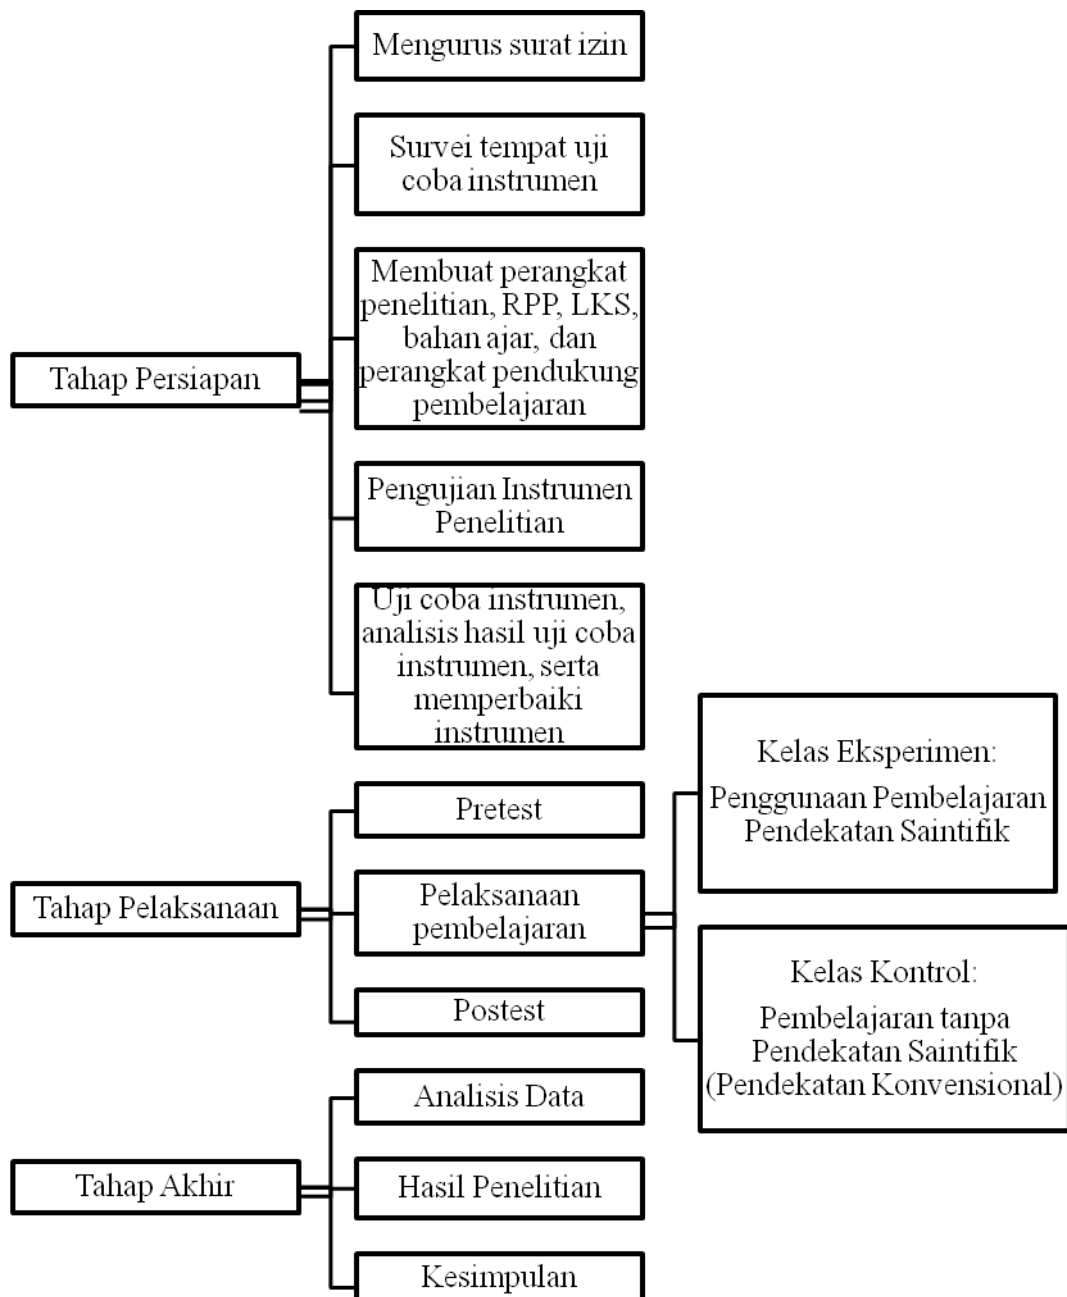 Tahap Persiapan
Mengurus surat izin
Survei tempat uji
coba instrumen
Membuat perangkat
penelitian, RPP, LKS,
bahan ajar, dan
perangkat pendukung
pembelajaran
Pengujian Instrumen
Penelitian
Uji coba instrumen,
analisis hasil uji coba
instrumen, serta
memperbaiki
instrumen
Tahap Pelaksanaan
Pretest
Pelaksanaan
pembelajaran
Kelas Eksperimen:
Penggunaan Pembelajaran
Pendekatan Saintifik
Kelas Kontrol:
Pembelajaran tanpa
Pendekatan Saintifik
(Pendekatan Konvensional)
Postest
Tahap Akhir
Analisis Data
Hasil Penelitian
Kesimpulan